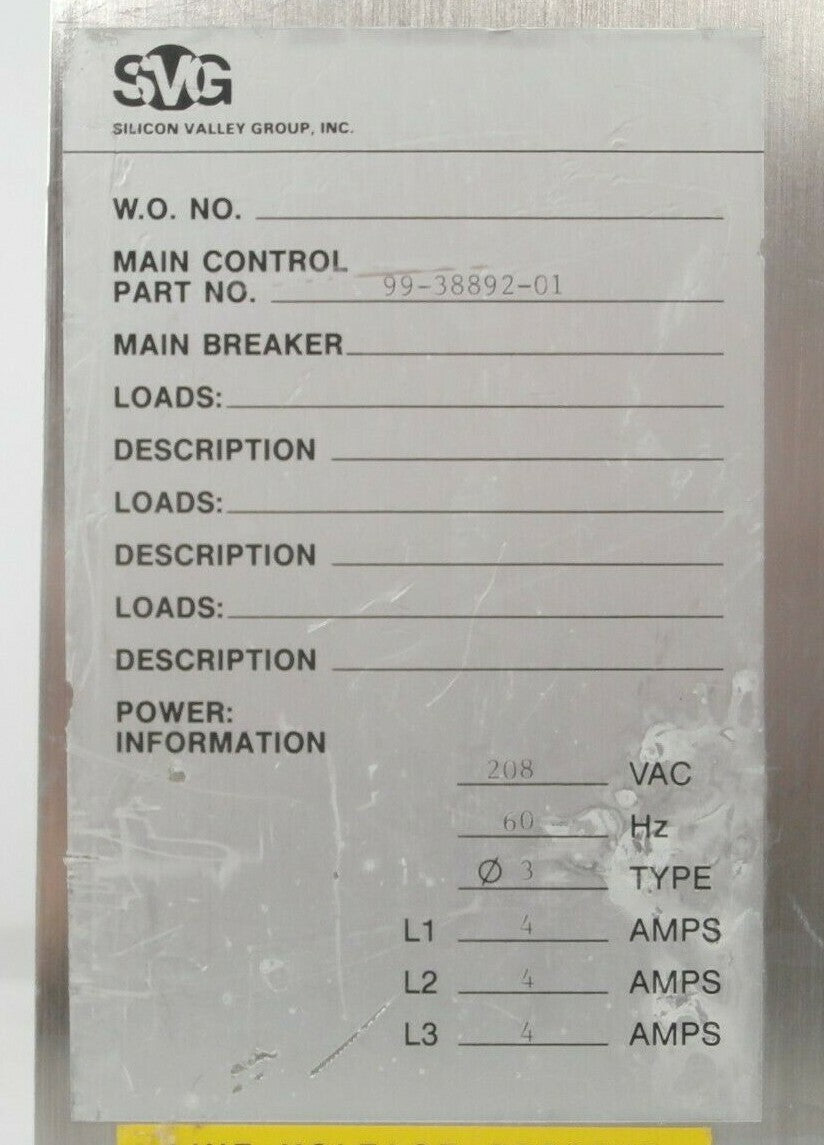 SVG
SILICON VALLEY GROUP, INC.
W.O. NO.
MAIN CONTROL
PART NO. 99-38892-01
MAIN BREAKER
LOADS:
DESCRIPTION
LOADS:
DESCRIPTION
LOADS:
DESCRIPTION
POWER:
INFORMATION
208 VAC
60 Hz
Ø 3 TYPE
L1 4 AMPS
L2 4 AMPS
L3 4 AMPS